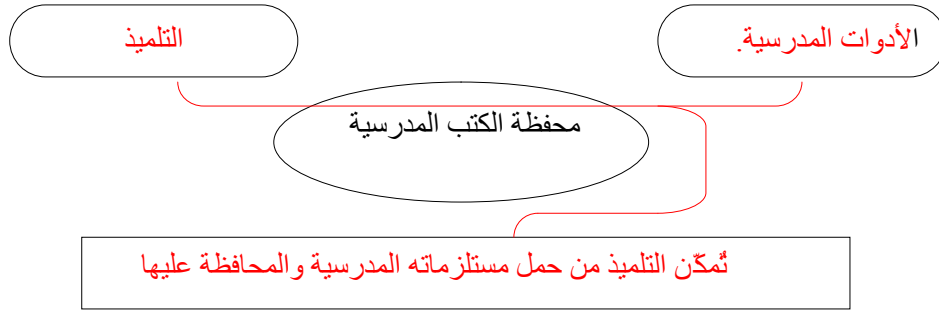 الأدوات المدرسية.
التلميذ
محفظة الكتب المدرسية
تُمكّن التلميذ من حمل مستلزماته المدرسية والمحافظة عليها